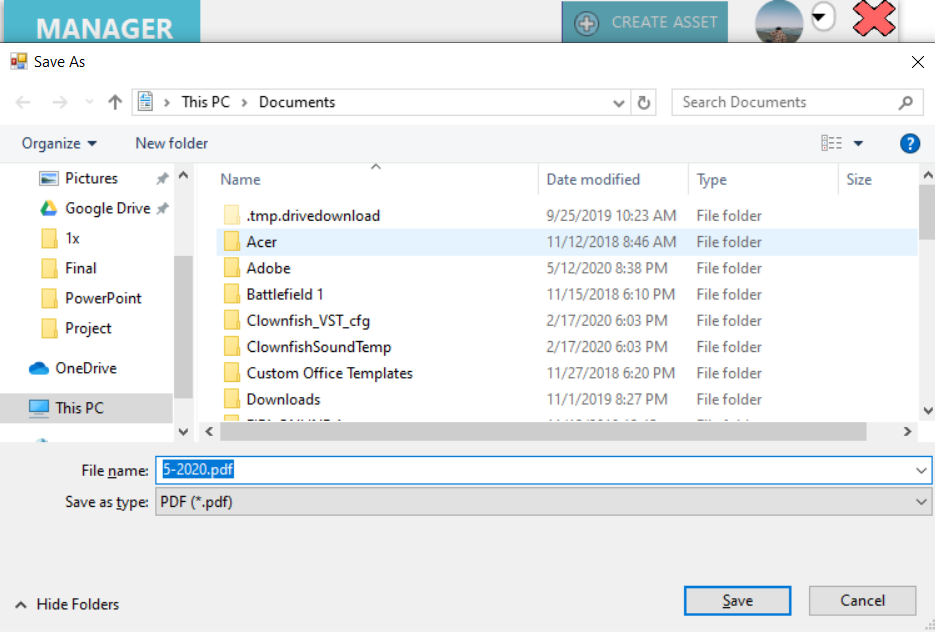 MANAGER
CREATE ASSET
Save As
This PC > Documents
Search Documents
Organize
New folder
?
Name
Date modified
Type
Size
Pictures
Google Drive
1x
Final
PowerPoint
Project
OneDrive
This PC
.tmp.drivedownload 9/25/2019 10:23 AM File folder
Acer 11/12/2018 8:46 AM File folder
Adobe 5/12/2020 8:38 PM File folder
Battlefield 1 11/15/2018 6:10 PM File folder
Clownfish_VST_cfg 2/17/2020 6:03 PM File folder
ClownfishSoundTemp 2/17/2020 6:03 PM File folder
Custom Office Templates 11/27/2018 6:20 PM File folder
Downloads 11/1/2019 8:27 PM File folder
File name: 5-2020.pdf
Save as type: PDF (*.pdf)
Hide Folders
Save
Cancel